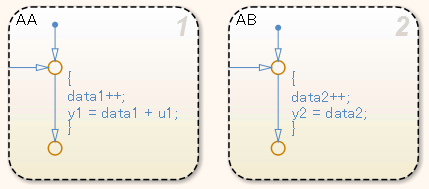 AA
1
{
data1++;
y1 = data1 + u1;
}
AB
2
{
data2++;
y2 = data2;
}